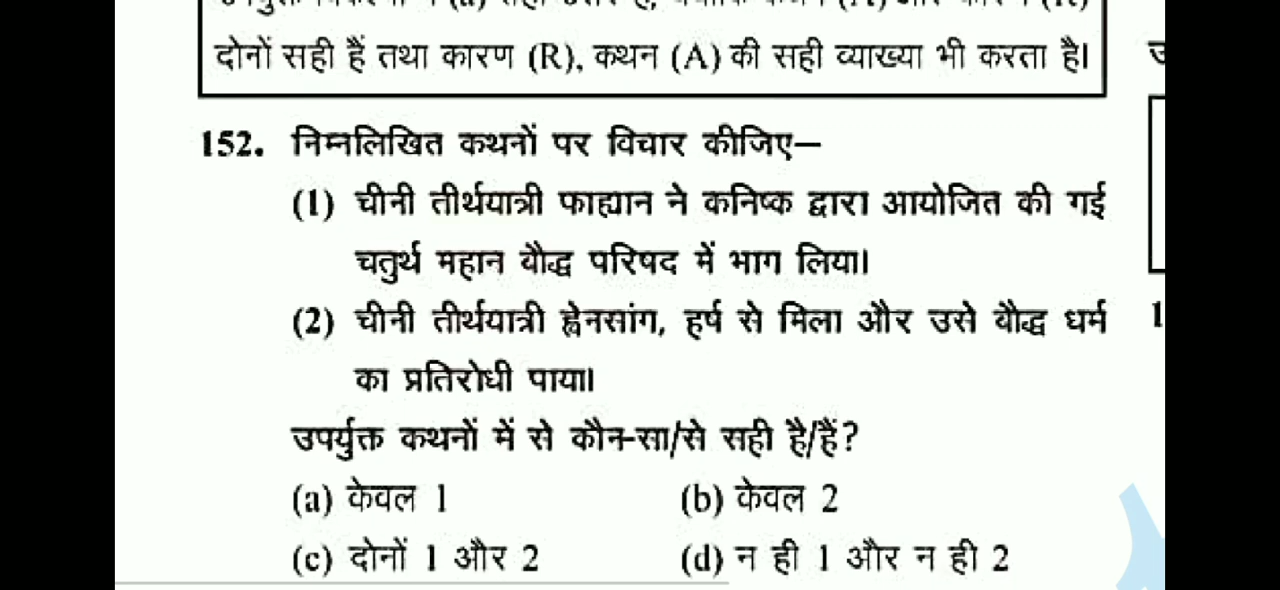 दोनों सही हैं तथा कारण (R), कथन (A) की सही व्याख्या भी करता है।
152. निम्नलिखित कथनों पर विचार कीजिए–
(1) चीनी तीर्थयात्री फाह्यान ने कनिष्क द्वारा आयोजित की गई
चतुर्थ महान बौद्ध परिषद में भाग लिया।
(2) चीनी तीर्थयात्री ह्वेनसांग, हर्ष से मिला और उसे बौद्ध धर्म
का प्रतिरोधी पाया।
उपर्युक्त कथनों में से कौन-सा/से सही है/हैं?
(a) केवल 1 (b) केवल 2
(c) दोनों 1 और 2 (d) न ही 1 और न ही 2